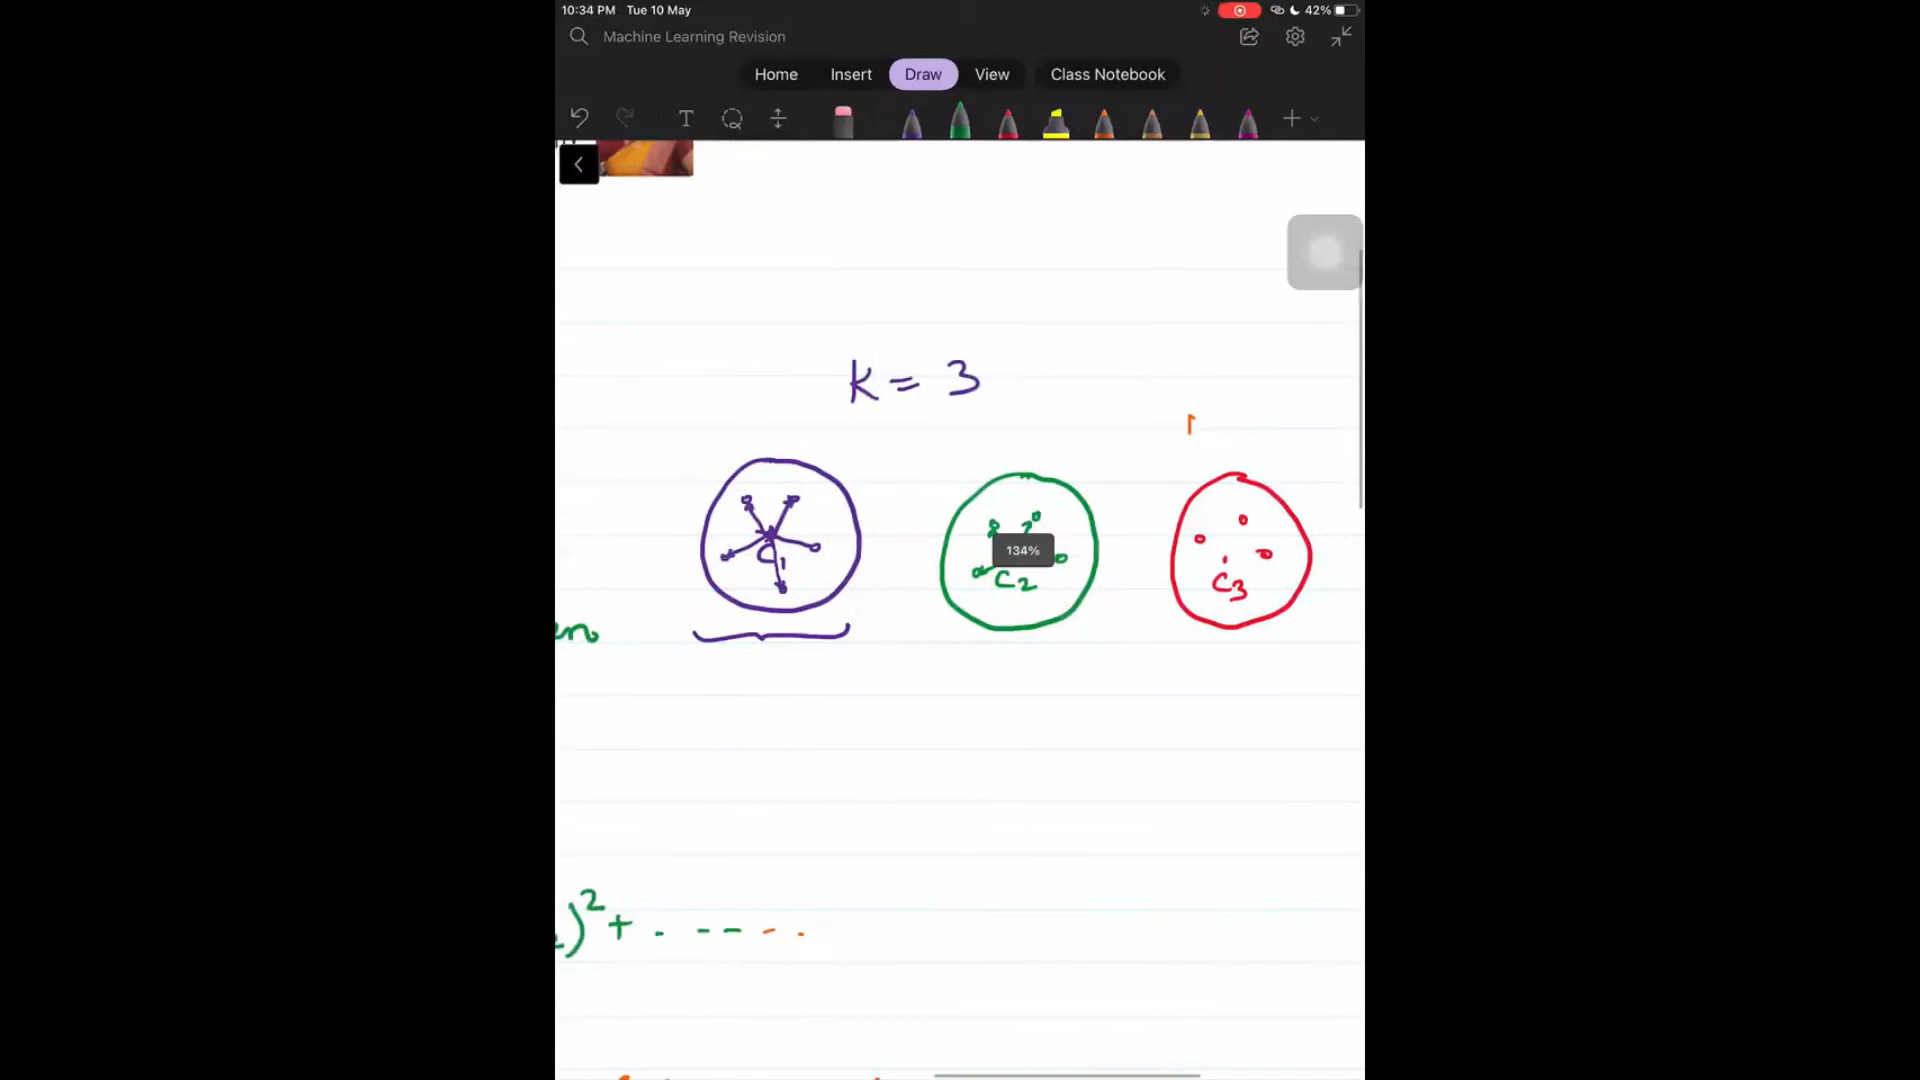 10:34 PM Tue 10 May 42%
Machine Learning Revision
Home Insert Draw View Class Notebook
K = 3
C1 C2 C3
134%
)² + . - - - .